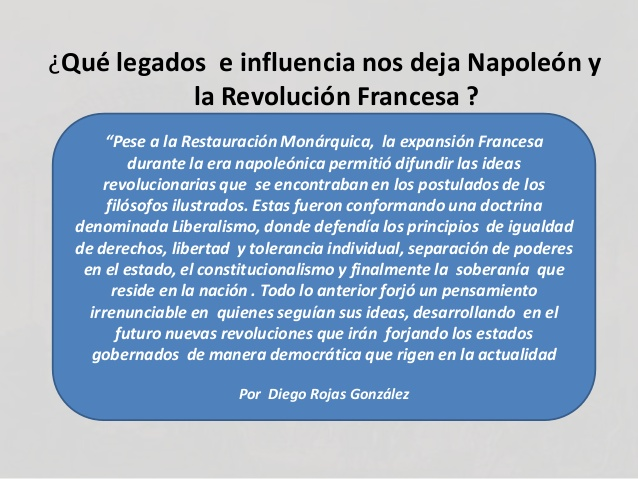 ¿Qué legados  e influencia nos deja Napoleón y
la Revolución Francesa ?
“Pese a la Restauración Monárquica,  la expansión Francesa
durante la era napoleónica permitió difundir las ideas
revolucionarias que  se encontraban en los postulados de los
filósofos ilustrados. Estas fueron conformando una doctrina
denominada Liberalismo, donde defendía los principios  de igualdad
de derechos, libertad  y tolerancia individual, separación de poderes
en el estado, el constitucionalismo y finalmente la  soberanía  que
reside en la nación . Todo lo anterior forjó un pensamiento
irrenunciable en  quienes seguían sus ideas, desarrollando  en el
futuro nuevas revoluciones que irán  forjando los estados
gobernados  de manera democrática que rigen en la actualidad
Por  Diego Rojas González